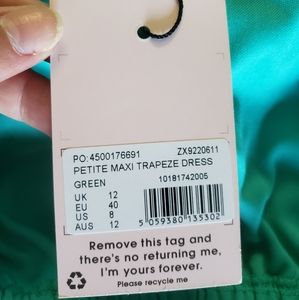 PO:4500176691 ZX9220611
PETITE MAXI TRAPEZE DRESS
GREEN 10181742005
UK 12
EU 40
US 8
AUS 12
5 059380 135302
Remove this tag and
there's no returning me,
I'm yours forever.
Please recycle me